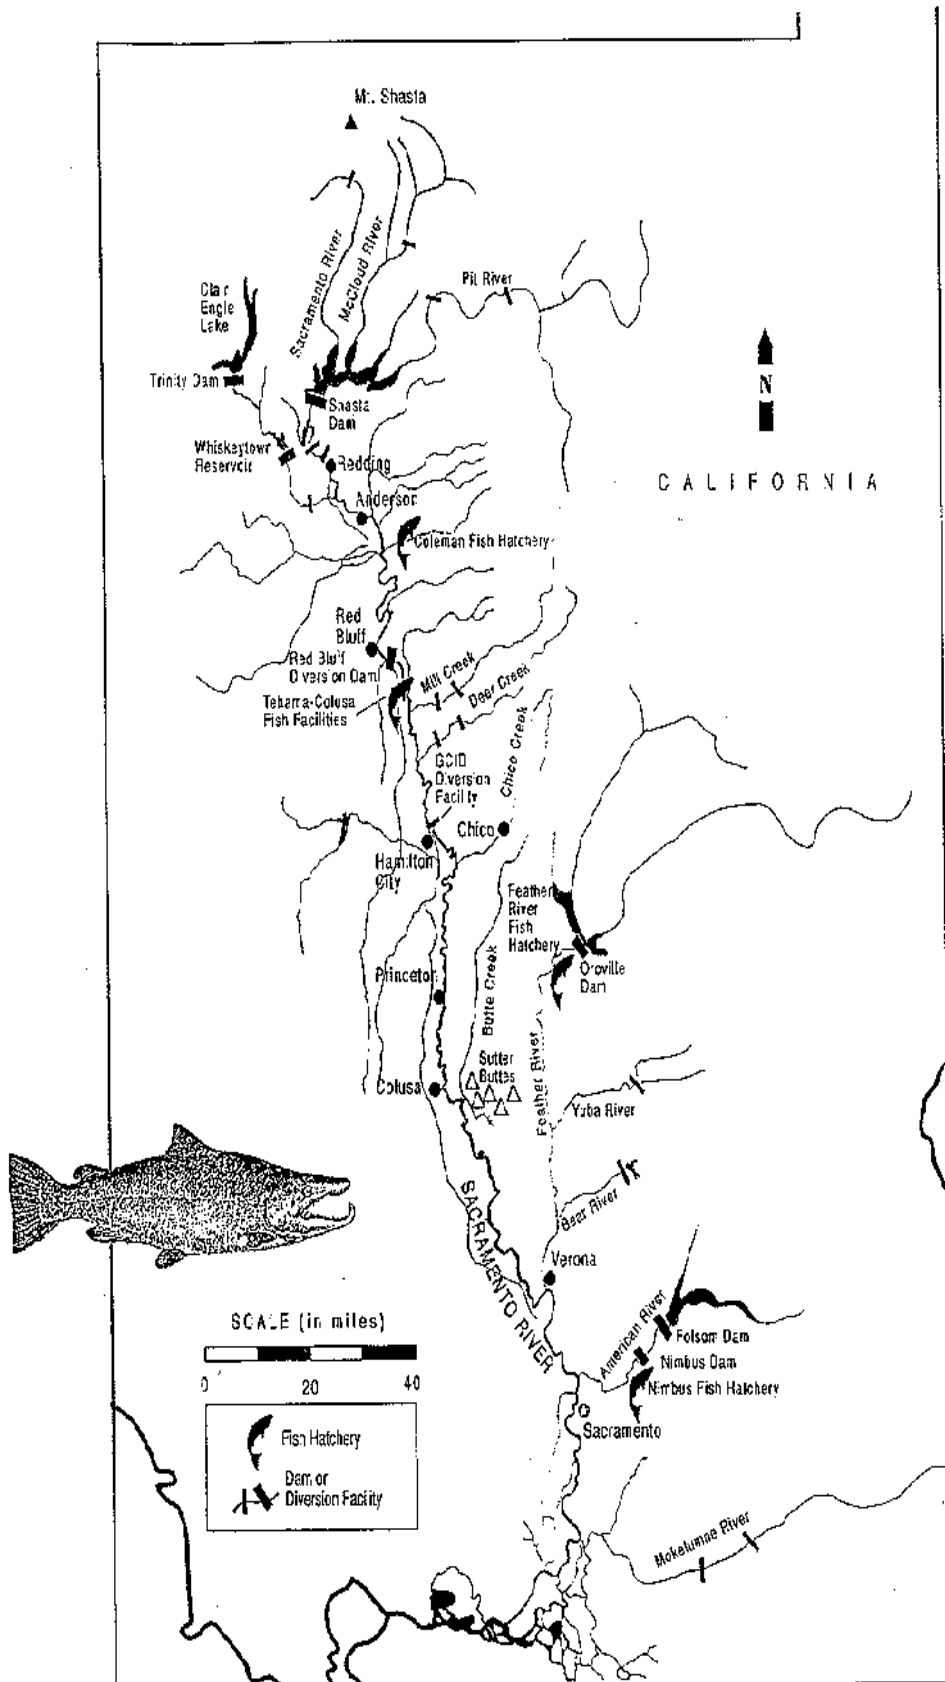 Mt. Shasta
Sacramento River
McCloud River
Pit River
Clair
Engle
Lake
Trinity Dam
Shasta
Dam
N
Whiskeytown
Reservoir
Redding
CALIFORNIA
Anderson
Coleman Fish Hatchery
Red
Bluff
Red Bluff
Diversion Dam
Mill Creek
Deer Creek
Tehama-Colusa
Fish Facilities
Chico Creek
GCID
Diversion
Facility
Chico
Hamilton
City
Feather
River
Fish
Hatchery
Oroville
Dam
Princeton
Butte Creek
Sutter
Buttes
Feather River
Colusa
Yuba River
SACRAMENTO RIVER
Bear River
Verona
American River
SCALE (in miles)
0 20 40
Folsom Dam
Nimbus Dam
Nimbus Fish Hatchery
Sacramento
Fish Hatchery
Dam or
Diversion Facility
Mokelumne River